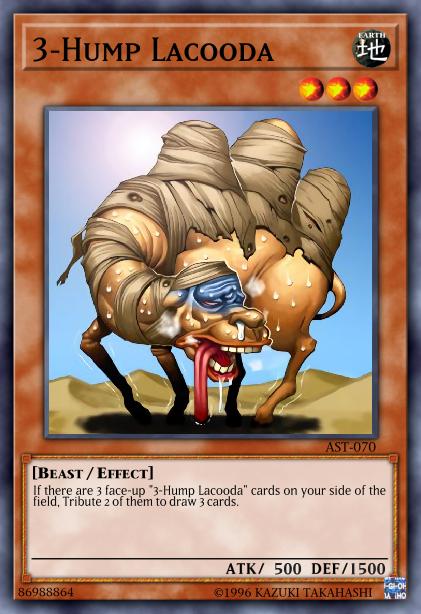 3-Hump Lacooda
EARTH
地
AST-070
[Beast / Effect]
If there are 3 face-up "3-Hump Lacooda" cards on your side of the
field, Tribute 2 of them to draw 3 cards.
ATK/ 500 DEF/1500
86988864
©1996 KAZUKI TAKAHASHI